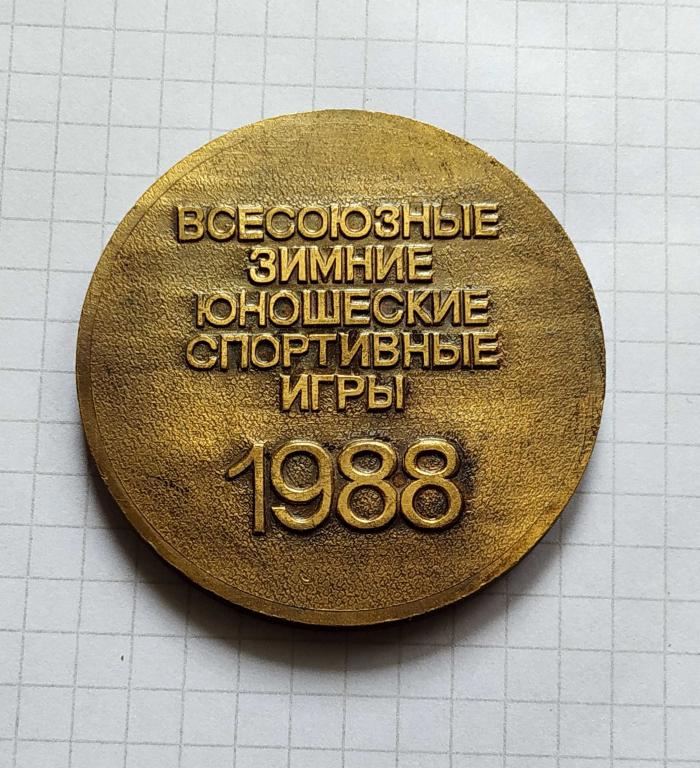 ВСЕСОЮЗНЫЕ
ЗИМНИЕ
ЮНОШЕСКИЕ
СПОРТИВНЫЕ
ИГРЫ
1988